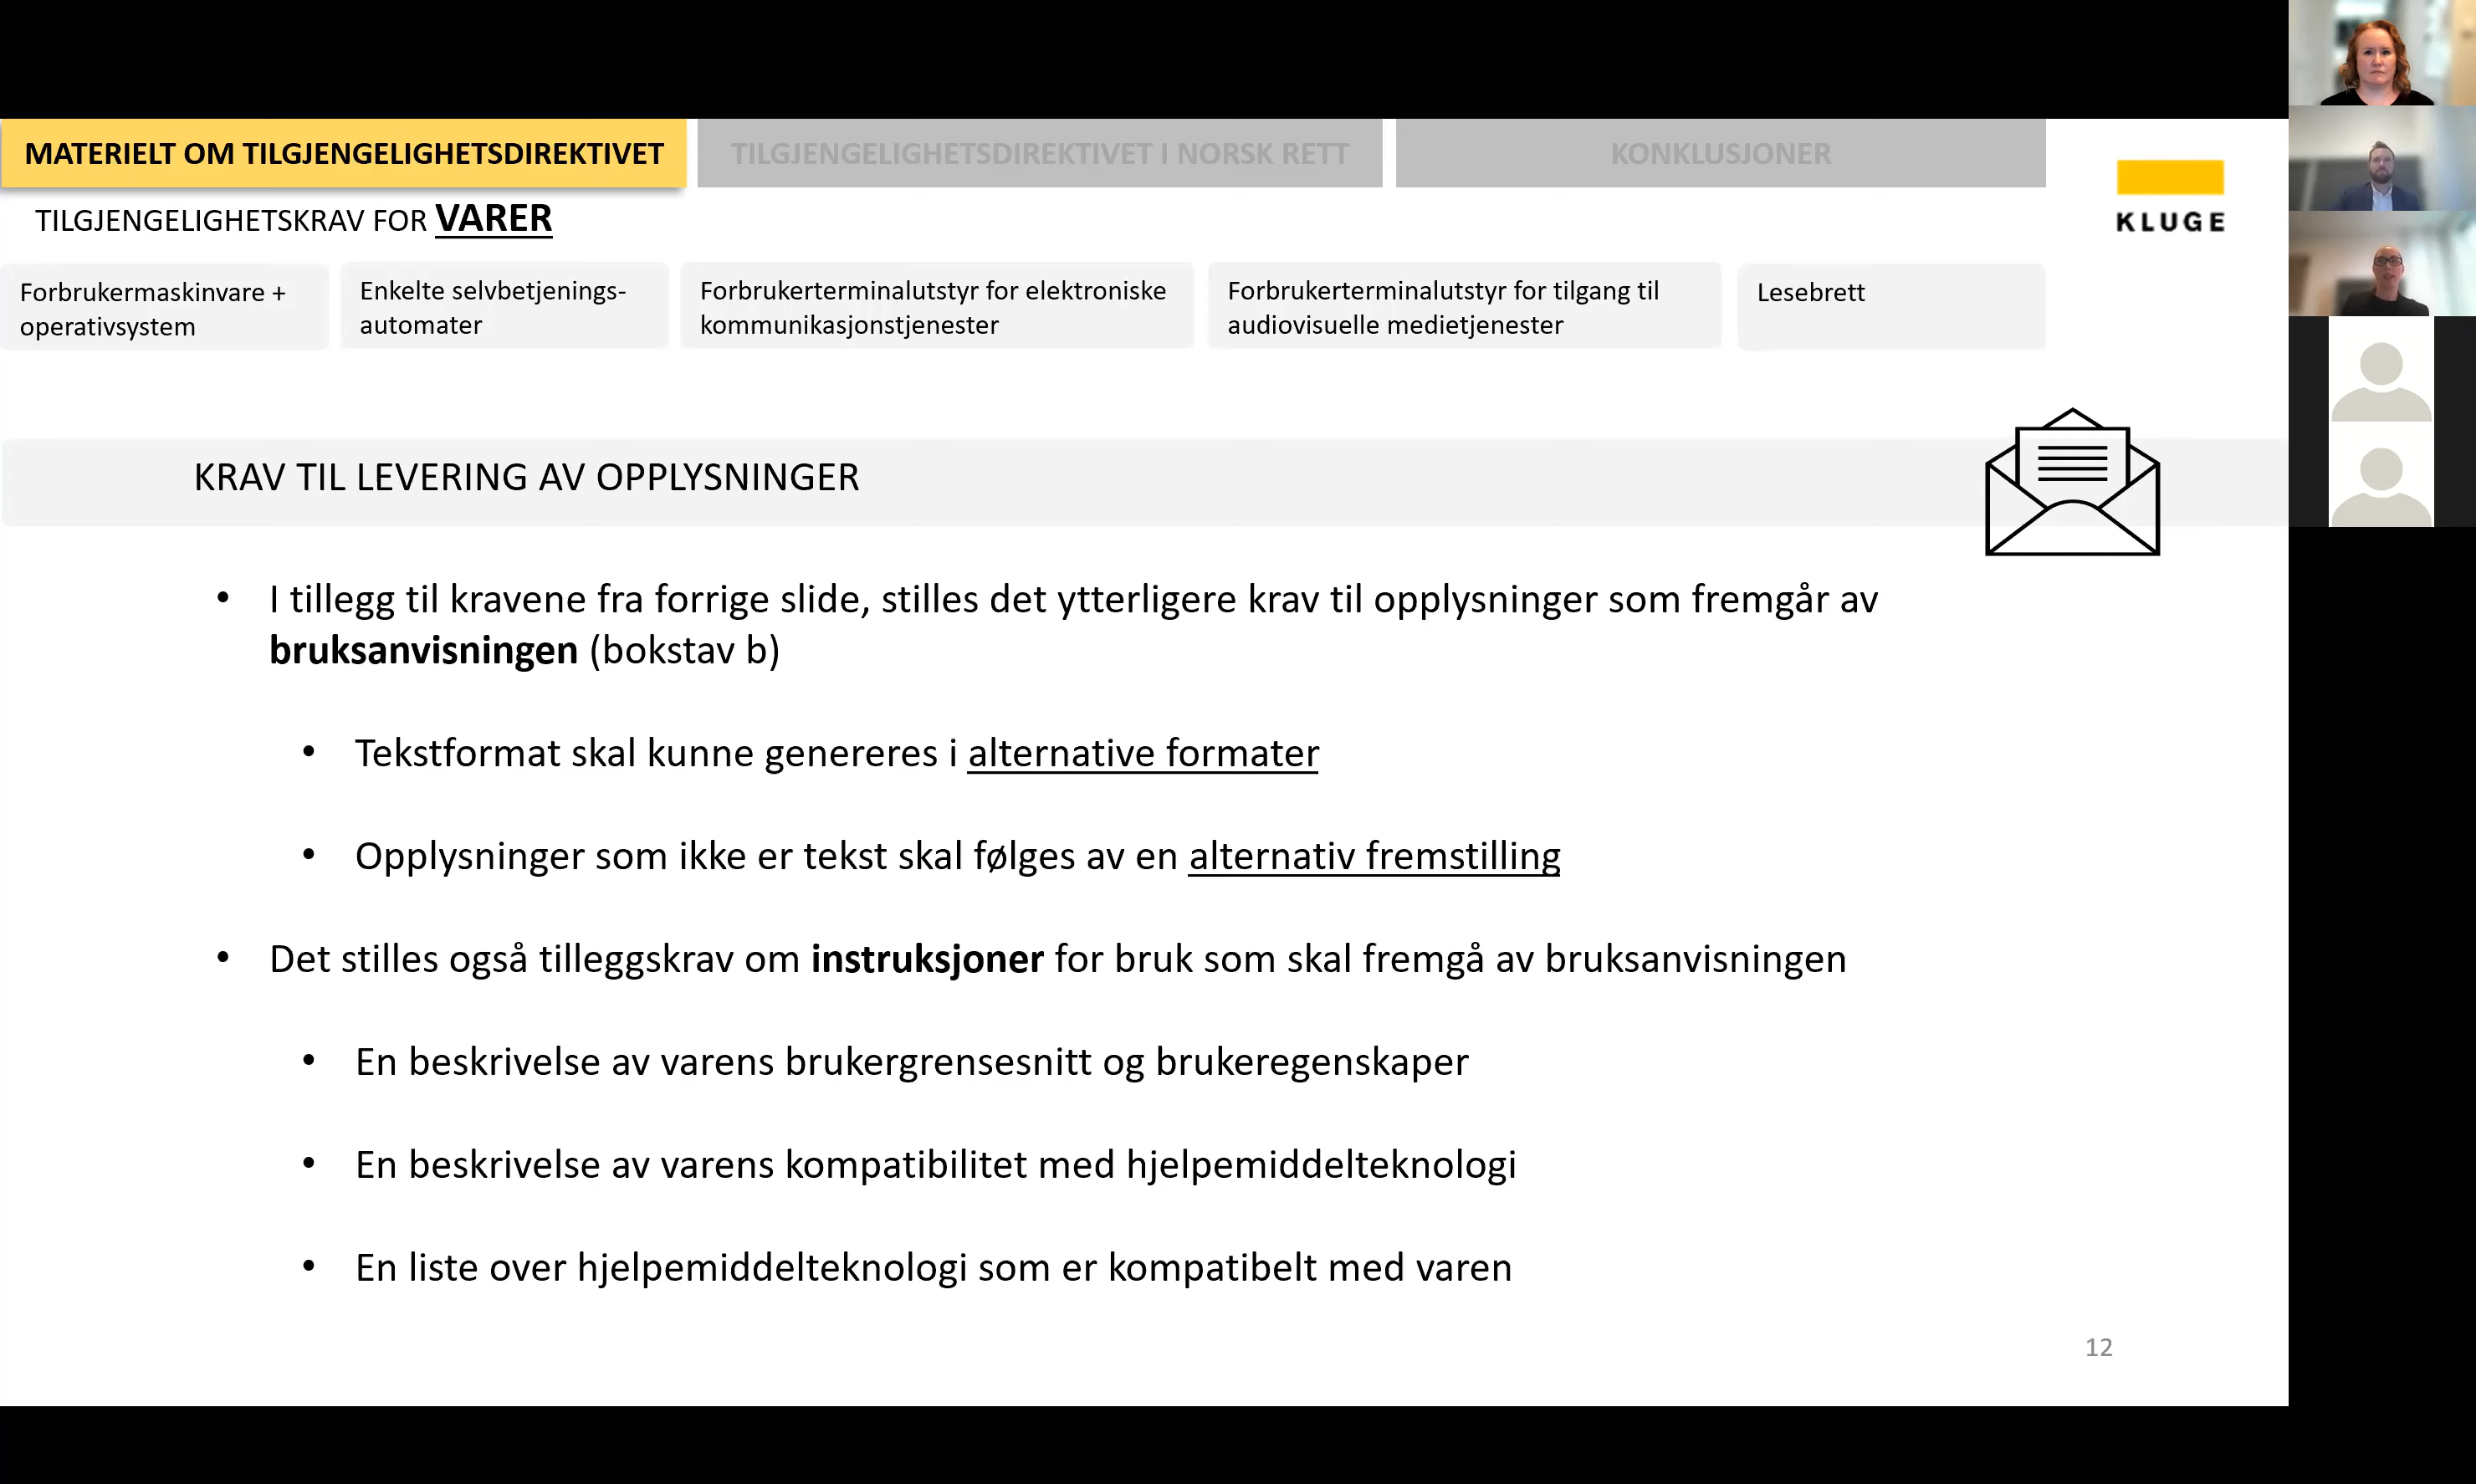 MATERIELT OM TILGJENGELIGHETSDIREKTIVET
TILGJENGELIGHETSDIREKTIVET I NORSK RETT
KONKLUSJONER
TILGJENGELIGHETSKRAV FOR VARER
KLUGE
Forbrukermaskinvare +
operativsystem
Enkelte selvbetjenings-
automater
Forbrukerterminalutstyr for elektroniske
kommunikasjonstjenester
Forbrukerterminalutstyr for tilgang til
audiovisuelle medietjenester
Lesebrett
KRAV TIL LEVERING AV OPPLYSNINGER
• I tillegg til kravene fra forrige slide, stilles det ytterligere krav til opplysninger som fremgår av
bruksanvisningen (bokstav b)
• Tekstformat skal kunne genereres i alternative formater
• Opplysninger som ikke er tekst skal følges av en alternativ fremstilling
• Det stilles også tilleggskrav om instruksjoner for bruk som skal fremgå av bruksanvisningen
• En beskrivelse av varens brukergrensesnitt og brukeregenskaper
• En beskrivelse av varens kompatibilitet med hjelpemiddelteknologi
• En liste over hjelpemiddelteknologi som er kompatibelt med varen
12